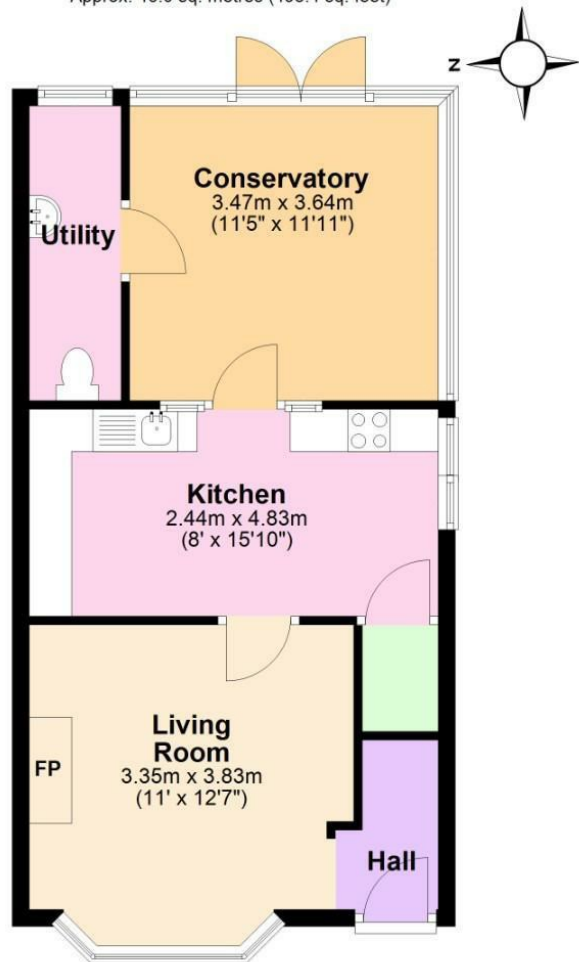 N
Conservatory
3.47m x 3.64m
(11'5" x 11'11")
Utility
Kitchen
2.44m x 4.83m
(8' x 15'10")
Living
Room
3.35m x 3.83m
(11' x 12'7")
FP
Hall